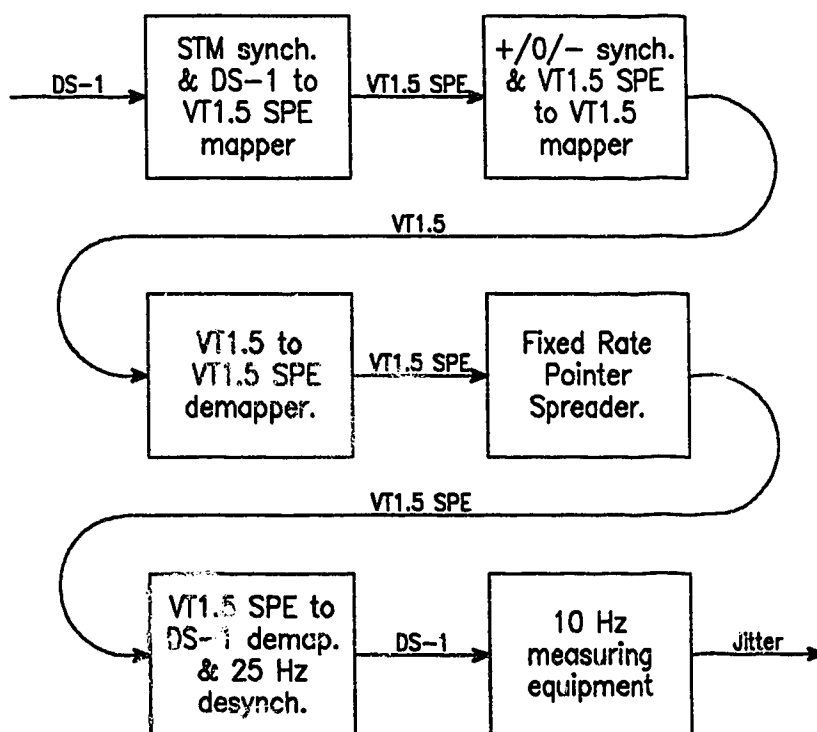 DS-1
STM synch.
& DS-1 to
VT1.5 SPE
mapper
VT1.5 SPE
+/0/- synch.
& VT1.5 SPE
to VT1.5
mapper
VT1.5
VT1.5 to
VT1.5 SPE
demapper.
VT1.5 SPE
Fixed Rate
Pointer
Spreader.
VT1.5 SPE
VT1.5 SPE to
DS-1 demap.
& 25 Hz
desynch.
DS-1
10 Hz
measuring
equipment
Jitter